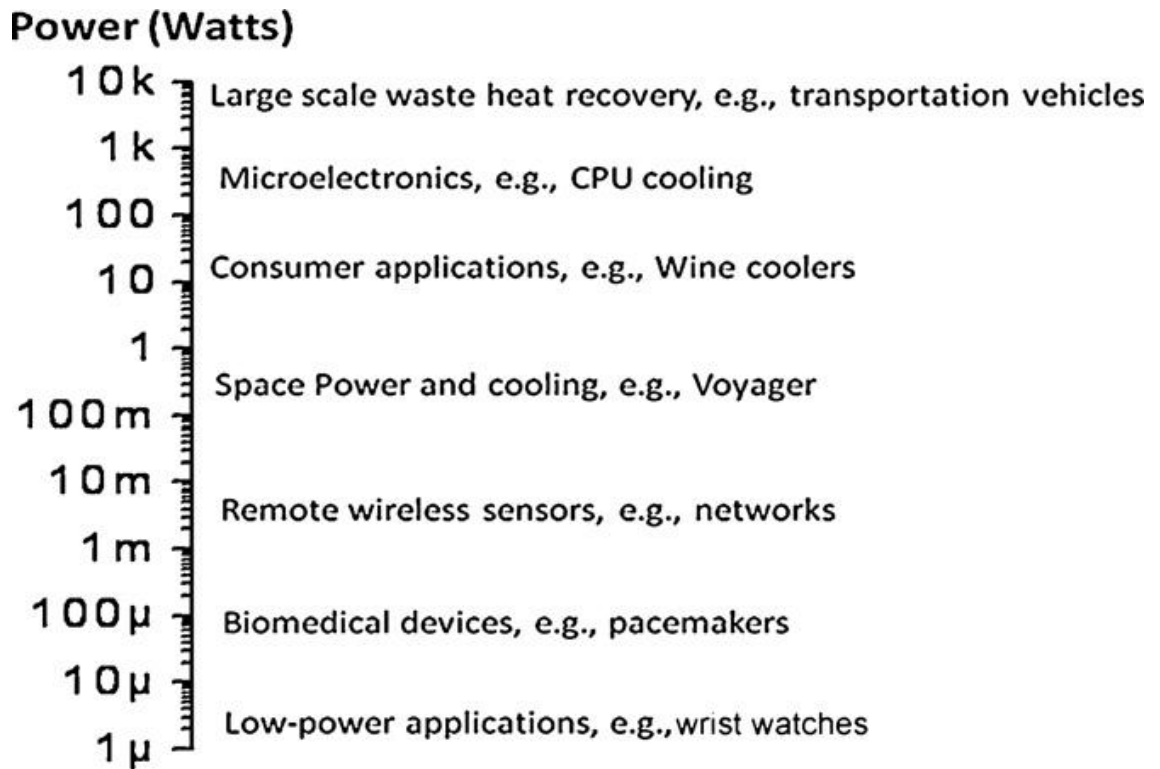 Power (Watts)
10k
Large scale waste heat recovery, e.g., transportation vehicles
1k
Microelectronics, e.g., CPU cooling
100
Consumer applications, e.g., Wine coolers
10
1
Space Power and cooling, e.g., Voyager
100m
10m
Remote wireless sensors, e.g., networks
1m
100µ
Biomedical devices, e.g., pacemakers
10µ
Low-power applications, e.g.,wrist watches
1µ